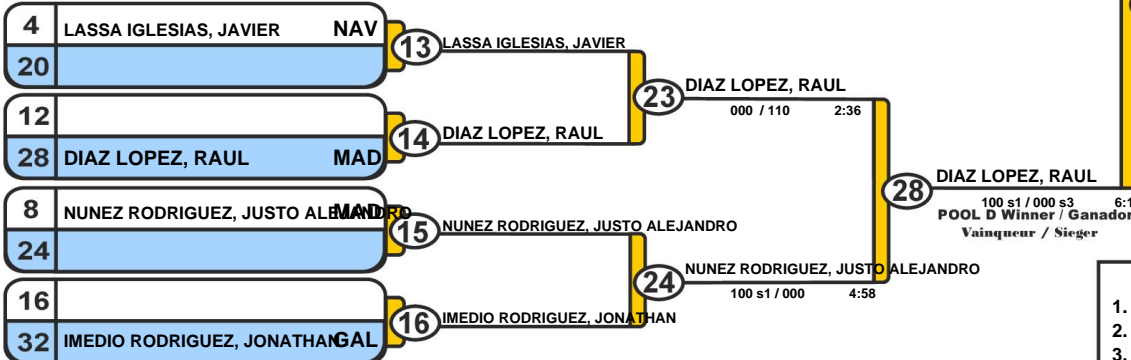 4 LASSA IGLESIAS, JAVIER NAV
20
13 LASSA IGLESIAS, JAVIER
12
28 DIAZ LOPEZ, RAUL MAD
14 DIAZ LOPEZ, RAUL
23 DIAZ LOPEZ, RAUL
000 / 110 2:36
8 NUNEZ RODRIGUEZ, JUSTO ALEJANDRO MAD
24
15 NUNEZ RODRIGUEZ, JUSTO ALEJANDRO
16
32 IMEDIO RODRIGUEZ, JONATHAN GAL
16 IMEDIO RODRIGUEZ, JONATHAN
24 NUNEZ RODRIGUEZ, JUSTO ALEJANDRO
100 s1 / 000 4:58
28 DIAZ LOPEZ, RAUL
100 s1 / 000 s3
POOL D Winner / Ganador
Vainqueur / Sieger
1.
2.
3.